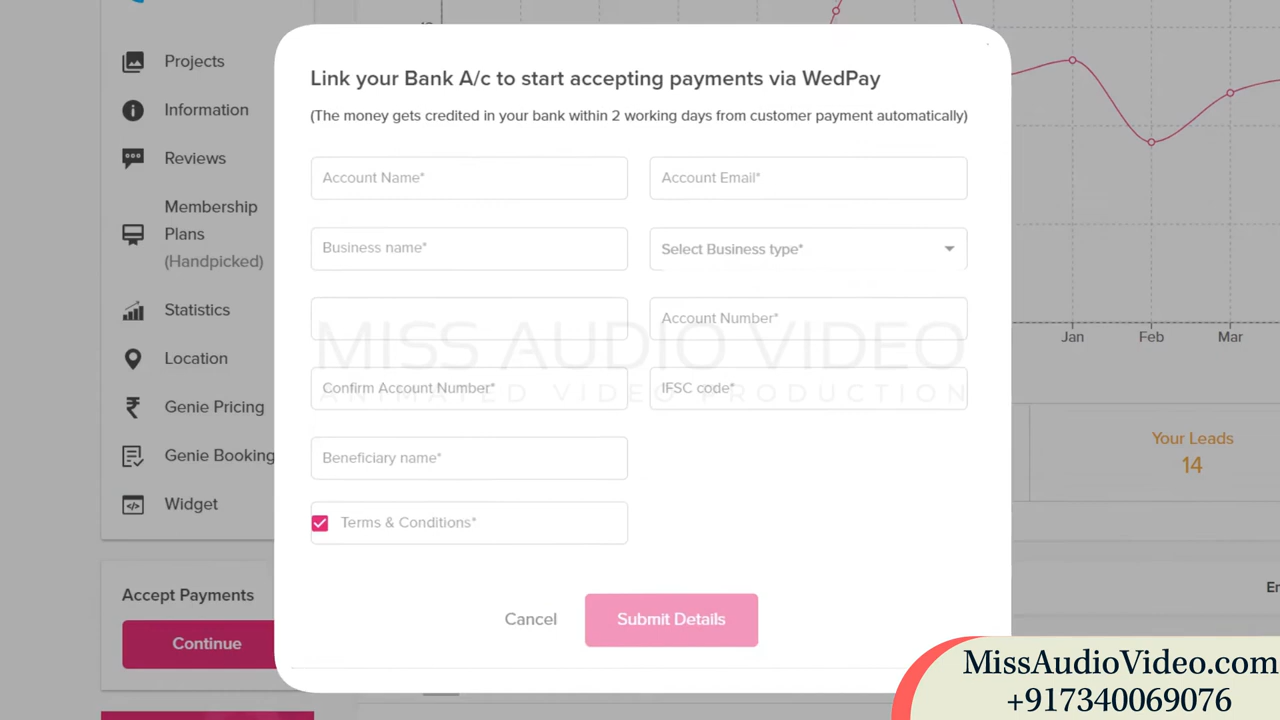 Projects
Information
Reviews
Membership
Plans
(Handpicked)
Statistics
Location
Genie Pricing
Genie Booking
Widget
Accept Payments
Continue
Link your Bank A/c to start accepting payments via WedPay
(The money gets credited in your bank within 2 working days from customer payment automatically)
Account Name*
Account Email*
Business name*
Select Business type*
Account Number*
Confirm Account Number*
IFSC code*
Beneficiary name*
Terms & Conditions*
Cancel
Submit Details
MISS AUDIO VIDEO
ANIMATED VIDEO PRODUCTION
Jan
Feb
Mar
Your Leads
14
MissAudioVideo.com
+917340069076